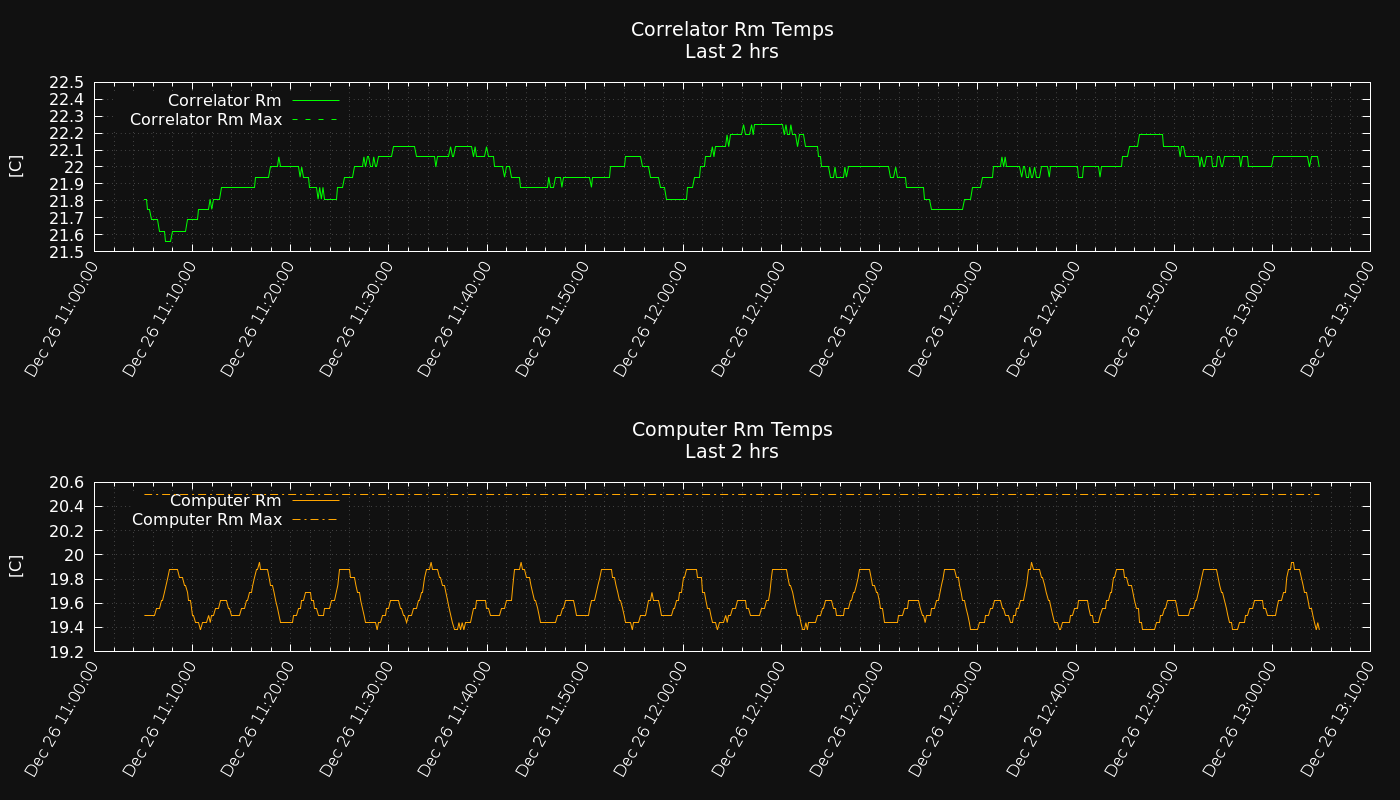 Correlator Rm Temps
Last 2 hrs
22.5
22.4
22.3
22.2
22.1
22
21.9
21.8
21.7
21.6
21.5
[C]
Correlator Rm
Correlator Rm Max
Dec 26 11:00:00
Dec 26 11:10:00
Dec 26 11:20:00
Dec 26 11:30:00
Dec 26 11:40:00
Dec 26 11:50:00
Dec 26 12:00:00
Dec 26 12:10:00
Dec 26 12:20:00
Dec 26 12:30:00
Dec 26 12:40:00
Dec 26 12:50:00
Dec 26 13:00:00
Dec 26 13:10:00
Computer Rm Temps
Last 2 hrs
20.6
20.4
20.2
20
19.8
19.6
19.4
19.2
[C]
Computer Rm
Computer Rm Max
Dec 26 11:00:00
Dec 26 11:10:00
Dec 26 11:20:00
Dec 26 11:30:00
Dec 26 11:40:00
Dec 26 11:50:00
Dec 26 12:00:00
Dec 26 12:10:00
Dec 26 12:20:00
Dec 26 12:30:00
Dec 26 12:40:00
Dec 26 12:50:00
Dec 26 13:00:00
Dec 26 13:10:00